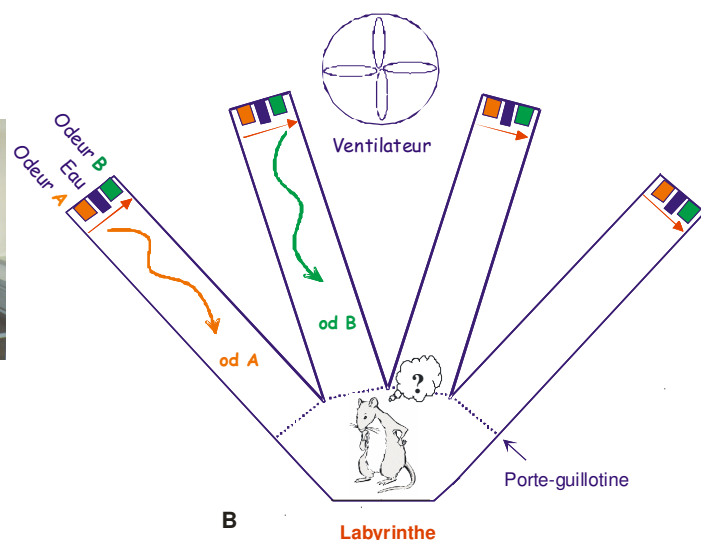 Ventilateur
Odeur B
Eau
Odeur A
od B
od A
?
Porte-guillotine
B
Labyrinthe